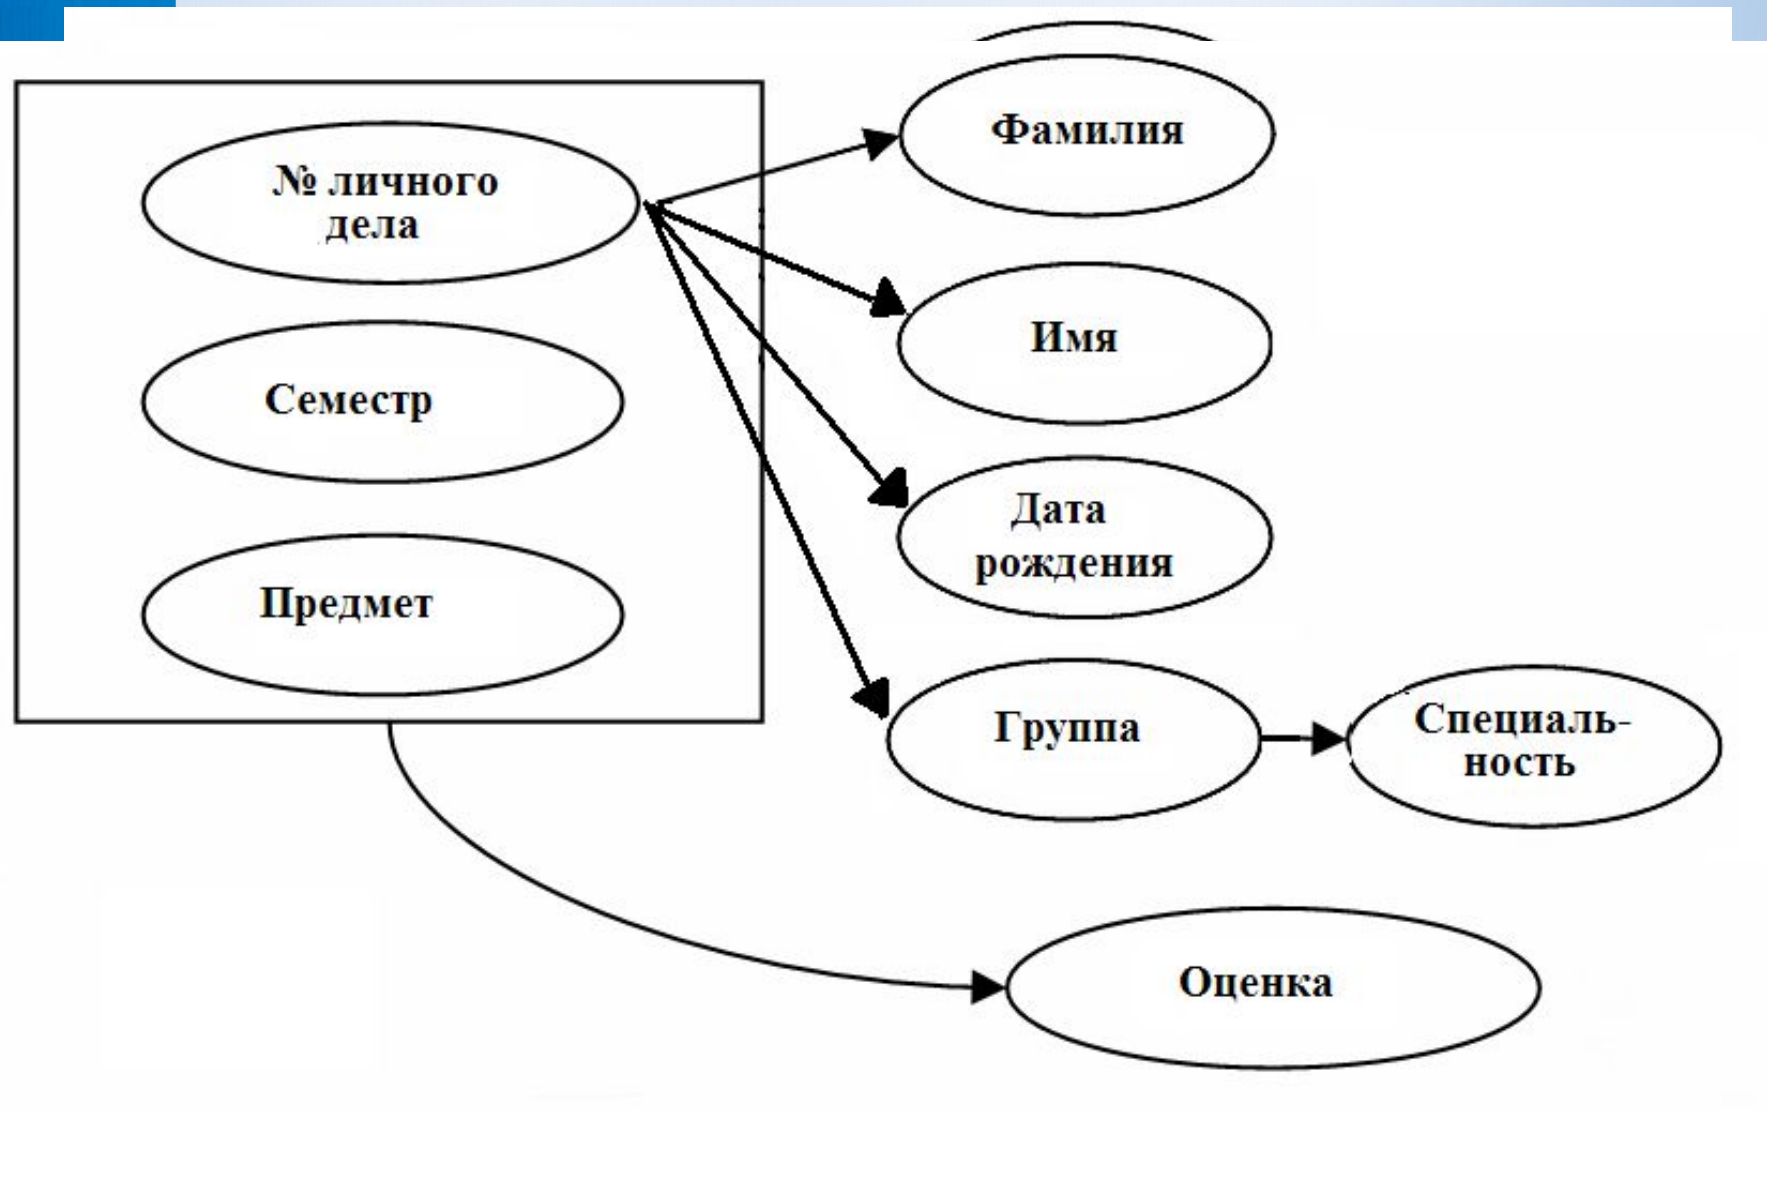 № личного
дела
Семестр
Предмет
Фамилия
Имя
Дата
рождения
Группа
Специаль-
ность
Оценка